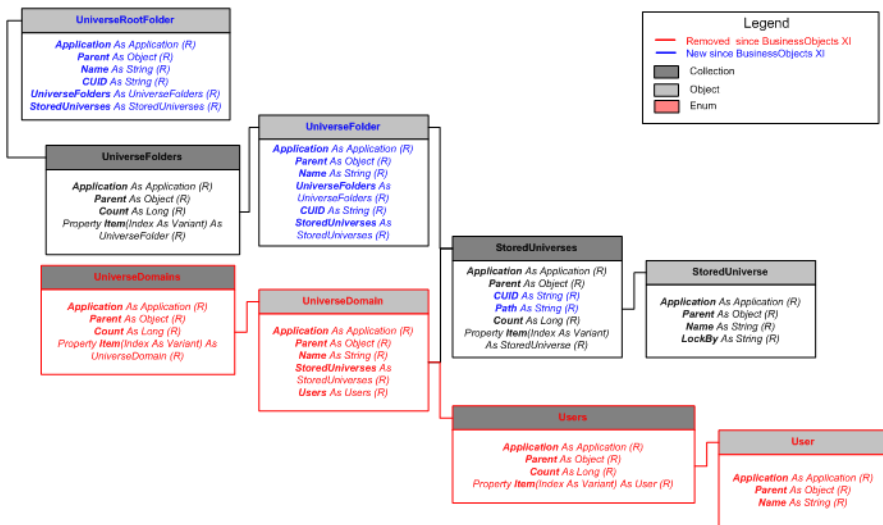 UniverseRootFolder
Application As Application (R)
Parent As Object (R)
Name As String (R)
CUID As String (R)
UniverseFolders As UniverseFolders (R)
StoredUniverses As StoredUniverses (R)
Legend
Removed since BusinessObjects XI
New since BusinessObjects XI
Collection
Object
Enum
UniverseFolders
Application As Application (R)
Parent As Object (R)
Count As Long (R)
Property Item(Index As Variant) As
UniverseFolder (R)
UniverseFolder
Application As Application (R)
Parent As Object (R)
Name As String (R)
UniverseFolders As
UniverseFolders (R)
CUID As String (R)
StoredUniverses As
StoredUniverses (R)
StoredUniverses
Application As Application (R)
Parent As Object (R)
CUID As String (R)
Path As String (R)
Count As Long (R)
Property Item(Index As Variant)
As StoredUniverse (R)
StoredUniverse
Application As Application (R)
Parent As Object (R)
Name As String (R)
LockBy As String (R)
UniverseDomains
Application As Application (R)
Parent As Object (R)
Count As Long (R)
Property Item(Index As Variant) As
UniverseDomain (R)
UniverseDomain
Application As Application (R)
Parent As Object (R)
Name As String (R)
StoredUniverses As
StoredUniverses (R)
Users As Users (R)
Users
Application As Application (R)
Parent As Object (R)
Count As Long (R)
Property Item(Index As Variant) As User (R)
User
Application As Application (R)
Parent As Object (R)
Name As String (R)